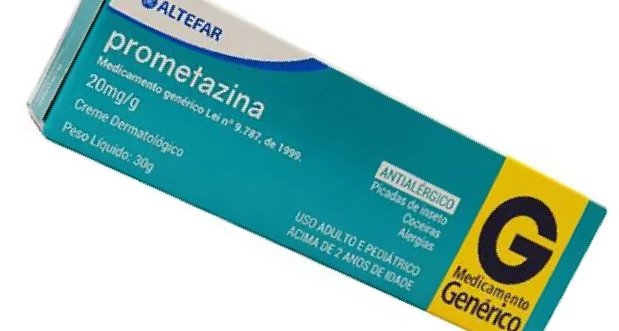 ALTEFAR
prometazina
Medicamento genérico Lei nº 9.787, de 1999.
20mg/g
Creme Dermatológico
Peso Líquido: 30g
ANTIALÉRGICO
Picadas de inseto
Coceiras
Alergias
USO ADULTO E PEDIÁTRICO
ACIMA DE 2 ANOS DE IDADE
G
Medicamento
Genérico